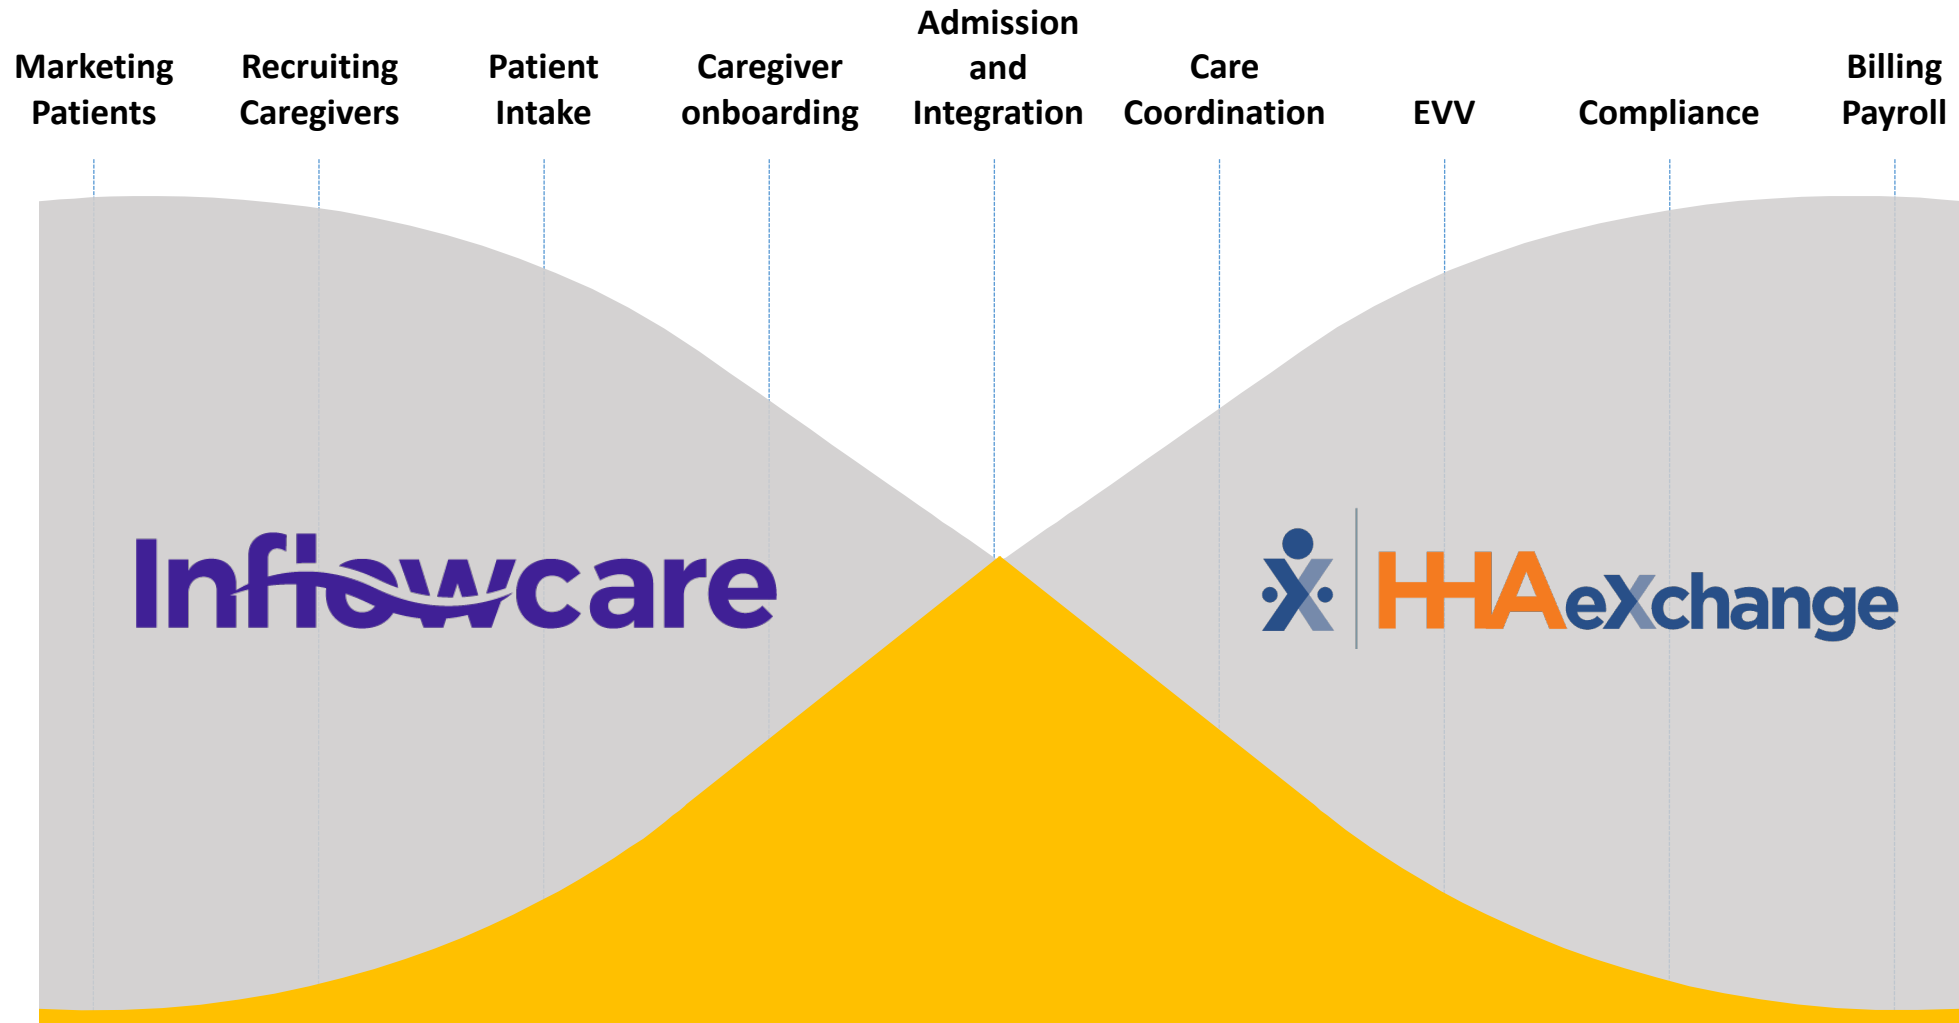 Marketing
Patients
Recruiting
Caregivers
Patient
Intake
Caregiver
onboarding
Admission
and
Integration
Care
Coordination
EVV
Compliance
Billing
Payroll
Inflowcare
HHAeXchange